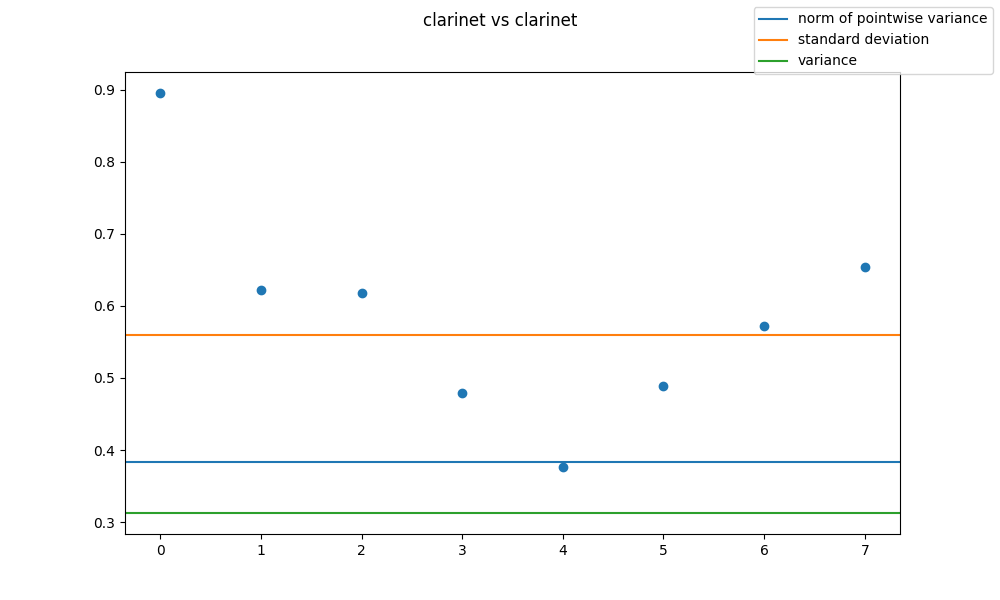 clarinet vs clarinet
norm of pointwise variance
standard deviation
variance
0.9
0.8
0.7
0.6
0.5
0.4
0.3
0 1 2 3 4 5 6 7